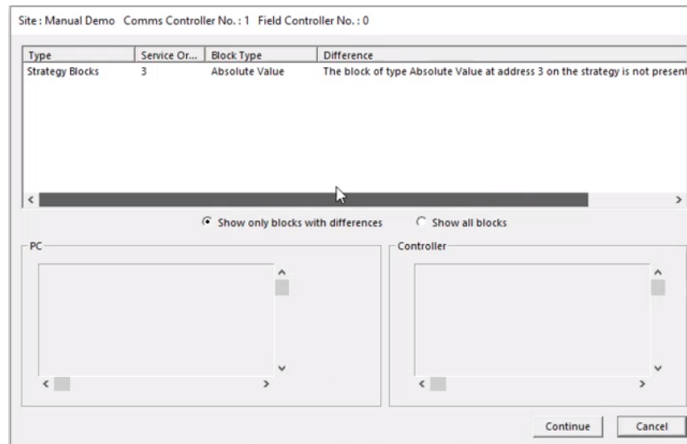 Site : Manual Demo Comms Controller No. : 1 Field Controller No. : 0
Type Service Or... Block Type Difference
Strategy Blocks 3 Absolute Value The block of type Absolute Value at address 3 on the strategy is not present
Show only blocks with differences Show all blocks
PC Controller
Continue Cancel